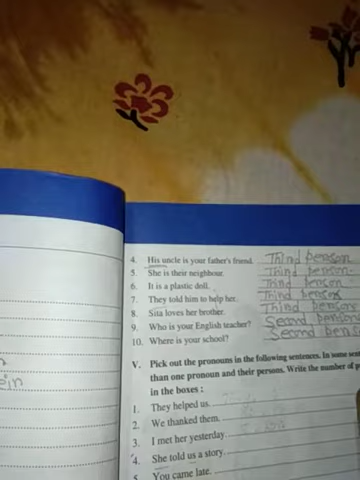 4. His uncle is your father's friend. Third person
5. She is their neighbour. Third person
6. It is a plastic doll. Third person
7. They told him to help her. Third person
8. Sita loves her brother. Third person
9. Who is your English teacher? Second person
10. Where is your school? Second pers
V. Pick out the pronouns in the following sentences. In some sen
than one pronoun and their persons. Write the number of p
in the boxes :
1. They helped us.
2. We thanked them.
3. I met her yesterday.
4. She told us a story.
5. You came late.